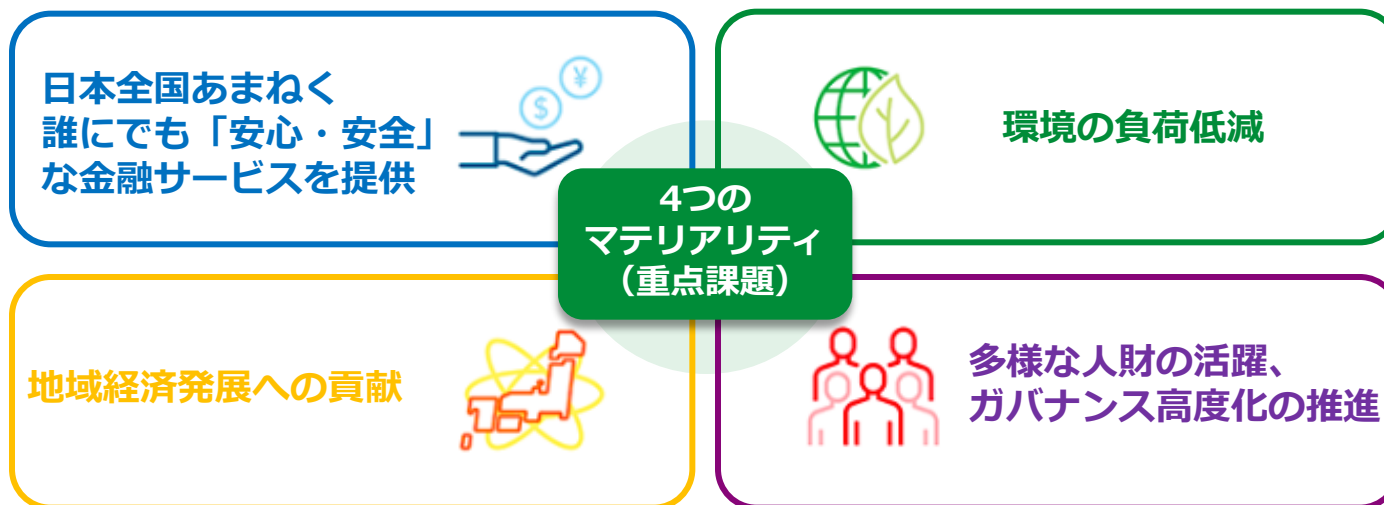 日本全国あまねく
誰にでも「安心・安全」
な金融サービスを提供
環境の負荷低減
4つの
マテリアリティ
（重点課題）
地域経済発展への貢献
多様な人財の活躍、
ガバナンス高度化の推進
$
¥